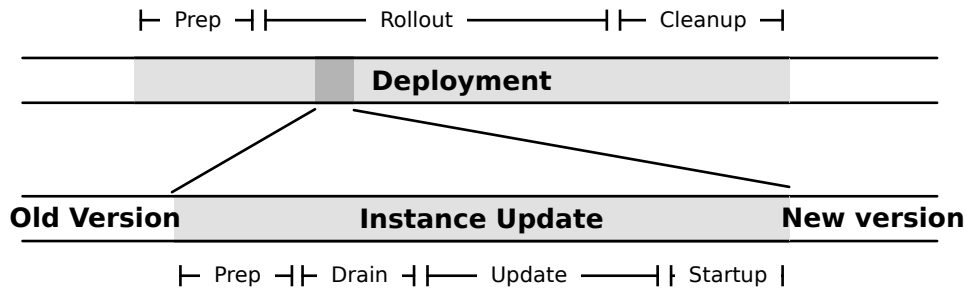 Prep Rollout Cleanup
Deployment
Old Version Instance Update New version
Prep Drain Update Startup